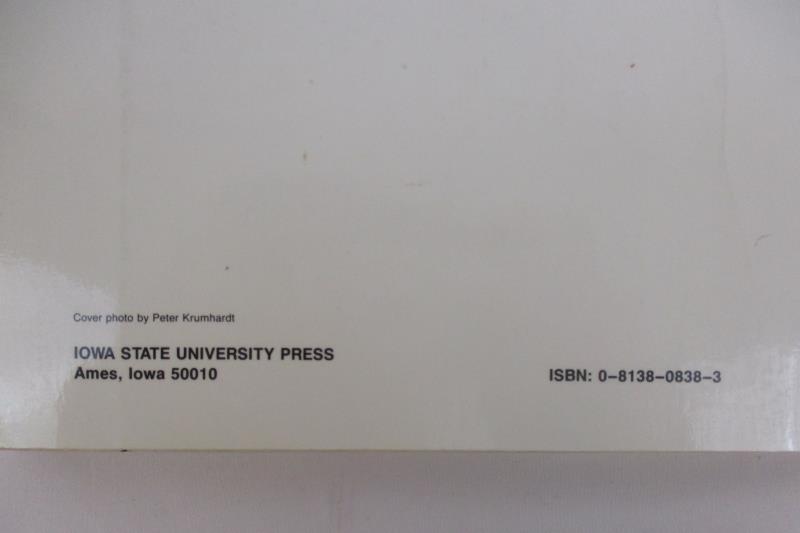 Cover photo by Peter Krumhardt
IOWA STATE UNIVERSITY PRESS
Ames, Iowa 50010
ISBN: 0–8138–0838–3